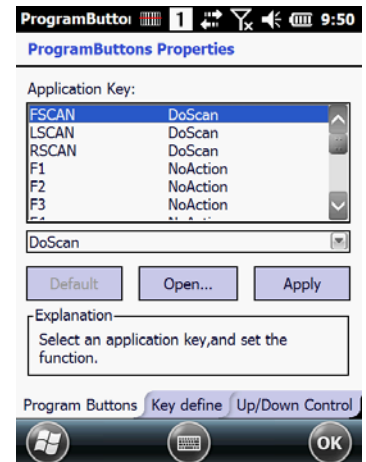 ProgramButto 1 9:50
ProgramButtons Properties
Application Key:
FSCAN DoScan
LSCAN DoScan
RSCAN DoScan
F1 NoAction
F2 NoAction
F3 NoAction
DoScan
Default Open... Apply
Explanation
Select an application key,and set the
function.
Program Buttons Key define Up/Down Control
OK